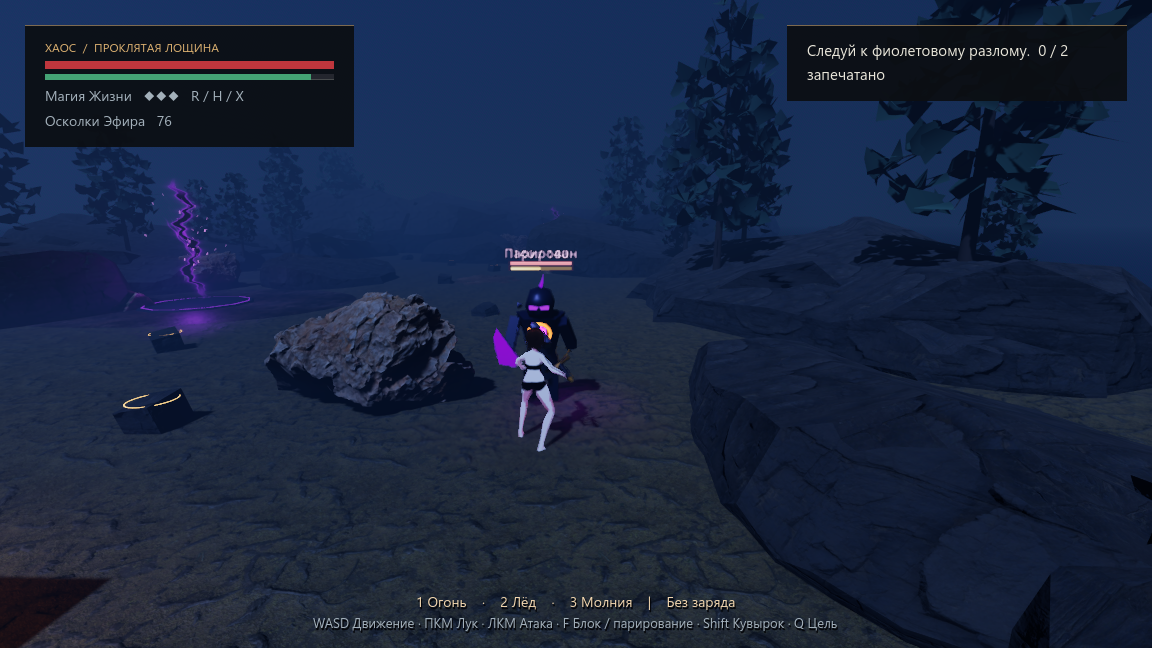 ХАОС / ПРОКЛЯТАЯ ЛОЩИНА
Магия Жизни ◆◆◆ R / H / X
Осколки Эфира 76
Следуй к фиолетовому разлому. 0 / 2
запечатано
1 Огонь · 2 Лёд · 3 Молния | Без заряда
WASD Движение · ПКМ Лук · ЛКМ Атака · F Блок / парирование · Shift Кувырок · Q Цель